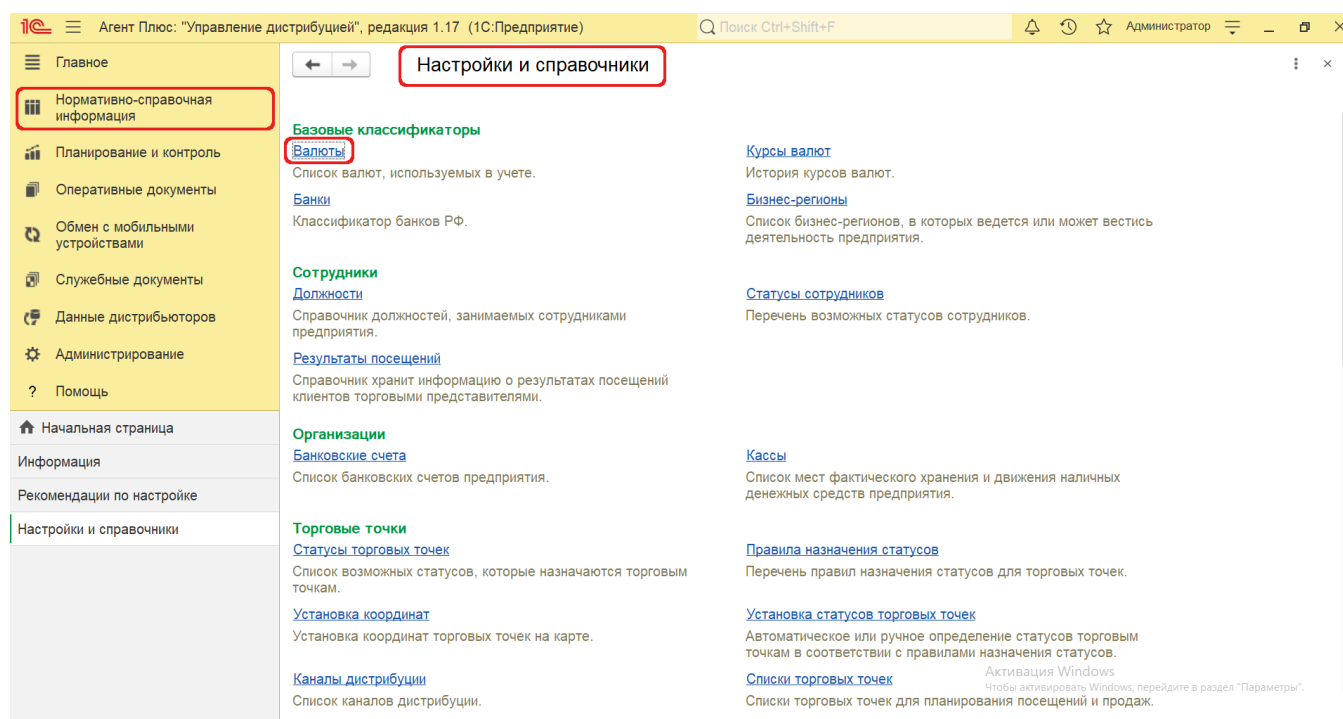 1С Агент Плюс: "Управление дистрибуцией", редакция 1.17 (1С:Предприятие) Поиск Ctrl+Shift+F Администратор
Главное
Нормативно-справочная
информация
Планирование и контроль
Оперативные документы
Обмен с мобильными
устройствами
Служебные документы
Данные дистрибьюторов
Администрирование
? Помощь
Начальная страница
Информация
Рекомендации по настройке
Настройки и справочники
Настройки и справочники
Базовые классификаторы
Валюты
Список валют, используемых в учете.
Курсы валют
История курсов валют.
Банки
Классификатор банков РФ.
Бизнес-регионы
Список бизнес-регионов, в которых ведется или может вестись
деятельность предприятия.
Сотрудники
Должности
Справочник должностей, занимаемых сотрудниками
предприятия.
Статусы сотрудников
Перечень возможных статусов сотрудников.
Результаты посещений
Справочник хранит информацию о результатах посещений
клиентов торговыми представителями.
Организации
Банковские счета
Список банковских счетов предприятия.
Кассы
Список мест фактического хранения и движения наличных
денежных средств предприятия.
Торговые точки
Статусы торговых точек
Список возможных статусов, которые назначаются торговым
точкам.
Правила назначения статусов
Перечень правил назначения статусов для торговых точек.
Установка координат
Установка координат торговых точек на карте.
Установка статусов торговых точек
Автоматическое или ручное определение статусов торговым
точкам в соответствии с правилами назначения статусов.
Каналы дистрибуции
Список каналов дистрибуции.
Списки торговых точек
Списки торговых точек для планирования посещений и продаж.
Активация Windows
Чтобы активировать Windows, перейдите в раздел "Параметры".